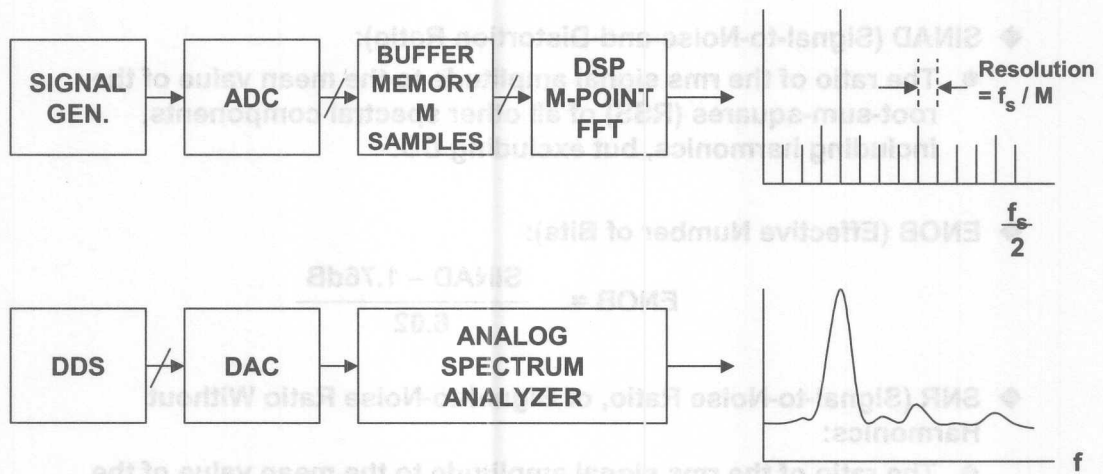 SIGNAL
GEN.
ADC
BUFFER
MEMORY
M
SAMPLES
DSP
M-POINT
FFT
Resolution
= fs / M
fs
2
DDS
DAC
ANALOG
SPECTRUM
ANALYZER
f